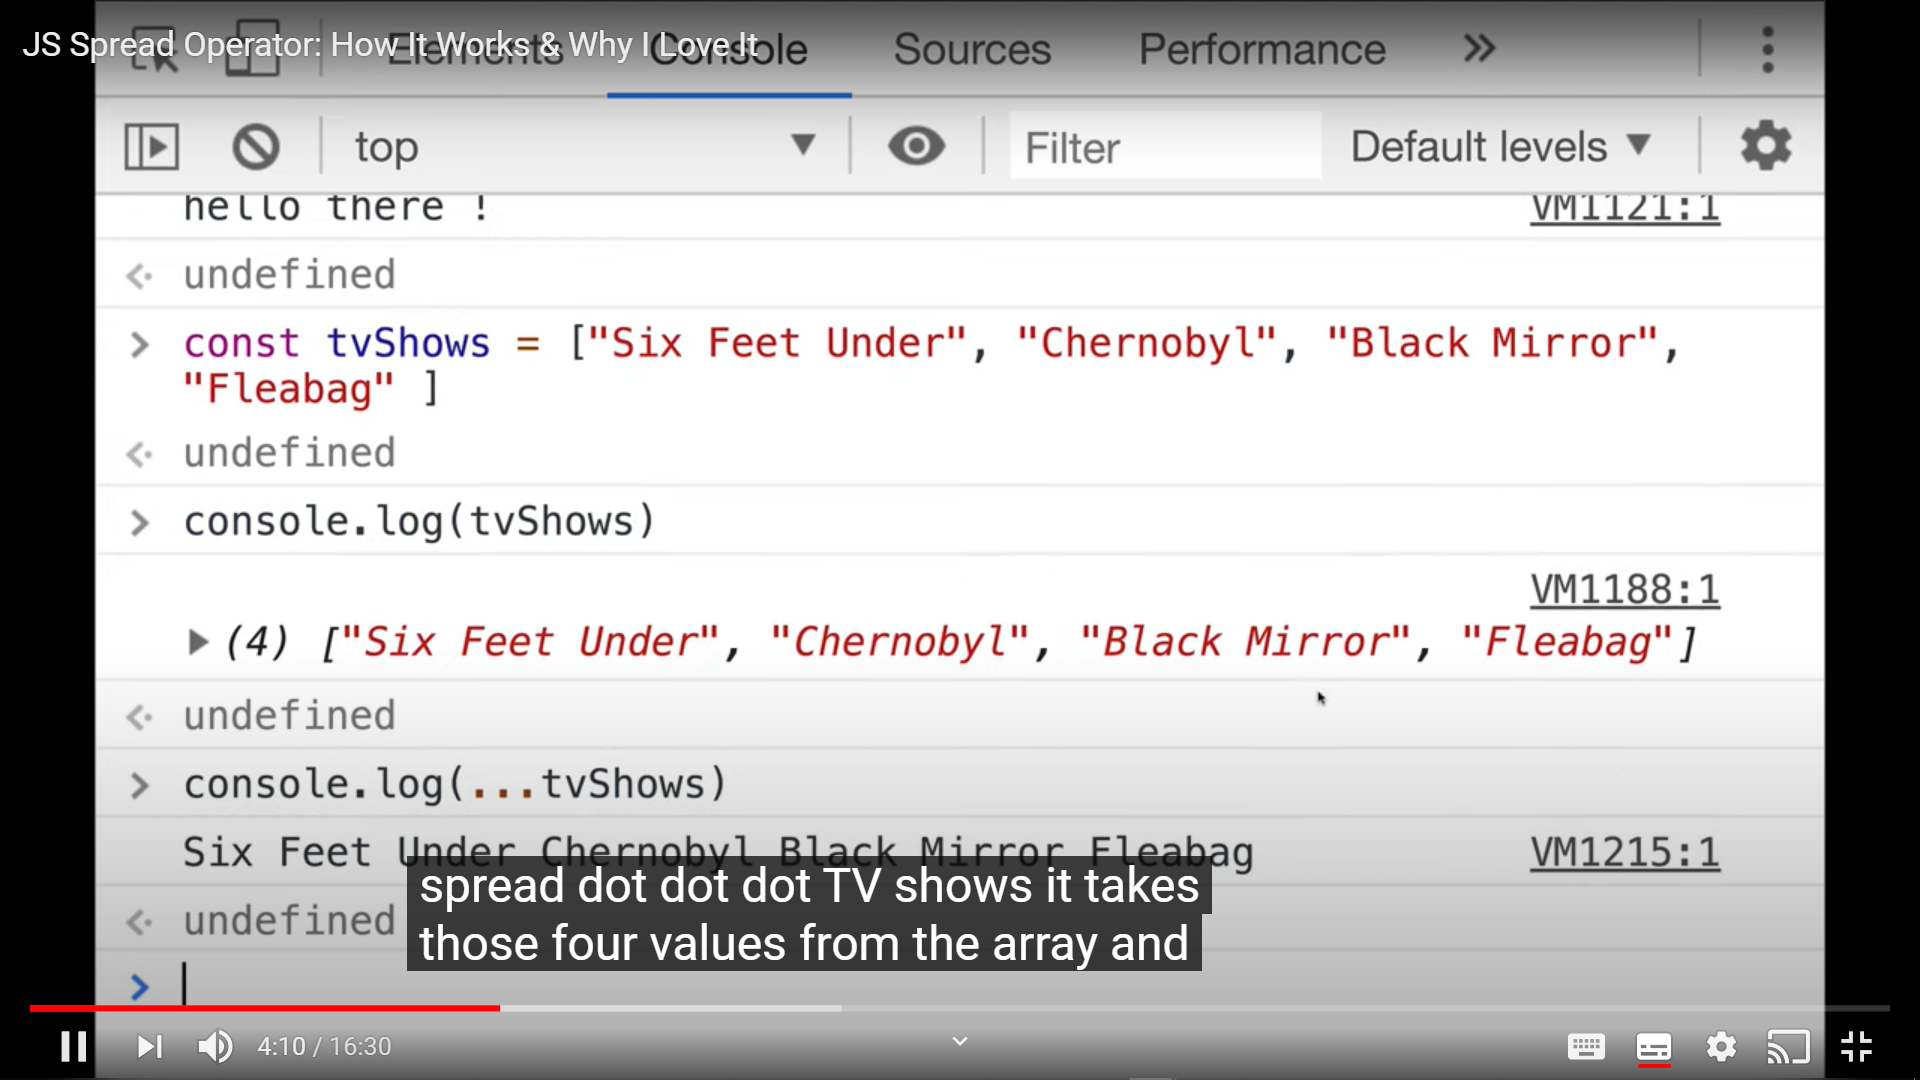 JS Spread Operator: How It Works & Why I Love It
Elements Console Sources Performance
top Filter Default levels
hello there ! VM1121:1
undefined
const tvShows = ["Six Feet Under", "Chernobyl", "Black Mirror",
"Fleabag" ]
undefined
console.log(tvShows)
VM1188:1
(4) ["Six Feet Under", "Chernobyl", "Black Mirror", "Fleabag"]
undefined
console.log(...tvShows)
Six Feet Under Chernobyl Black Mirror Fleabag VM1215:1
spread dot dot dot TV shows it takes
undefined
those four values from the array and
4:10 / 16:30